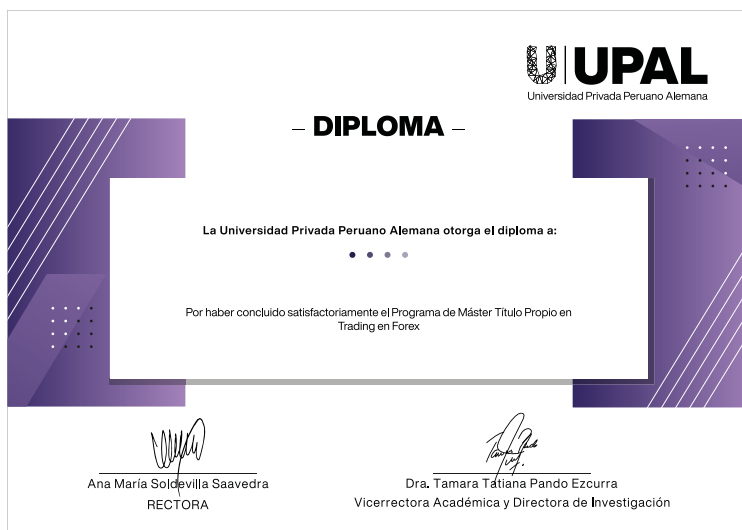 UPAL
Universidad Privada Peruano Alemana
– DIPLOMA –
La Universidad Privada Peruano Alemana otorga el diploma a:
Por haber concluido satisfactoriamente el Programa de Máster Título Propio en
Trading en Forex
Ana María Soldevilla Saavedra
RECTORA
Dra. Tamara Tatiana Pando Ezcurra
Vicerrectora Académica y Directora de Investigación